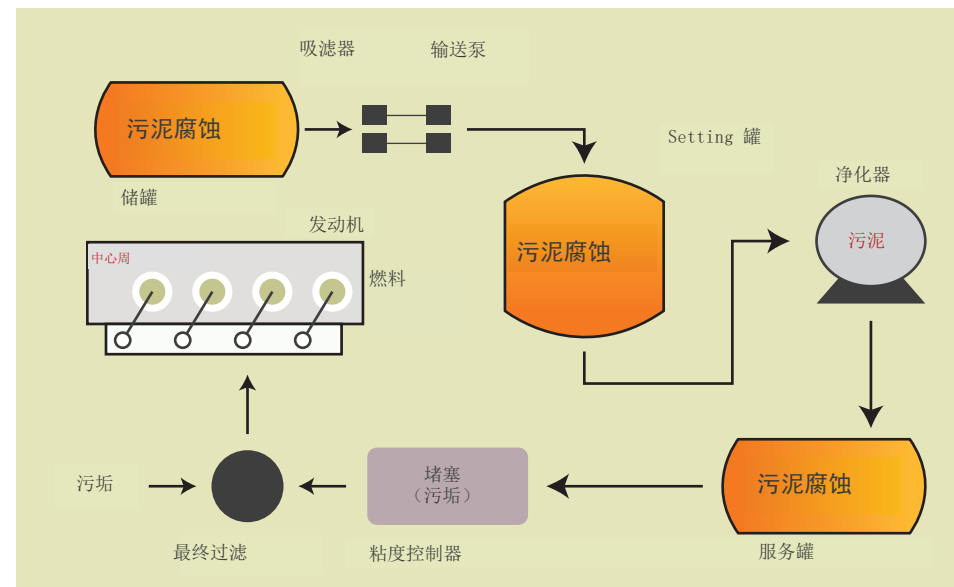 吸滤器
输送泵
污泥腐蚀
储罐
Setting 罐
污泥腐蚀
净化器
污泥
发动机
中心周
燃料
污垢
最终过滤
堵塞
（污垢）
粘度控制器
污泥腐蚀
服务罐